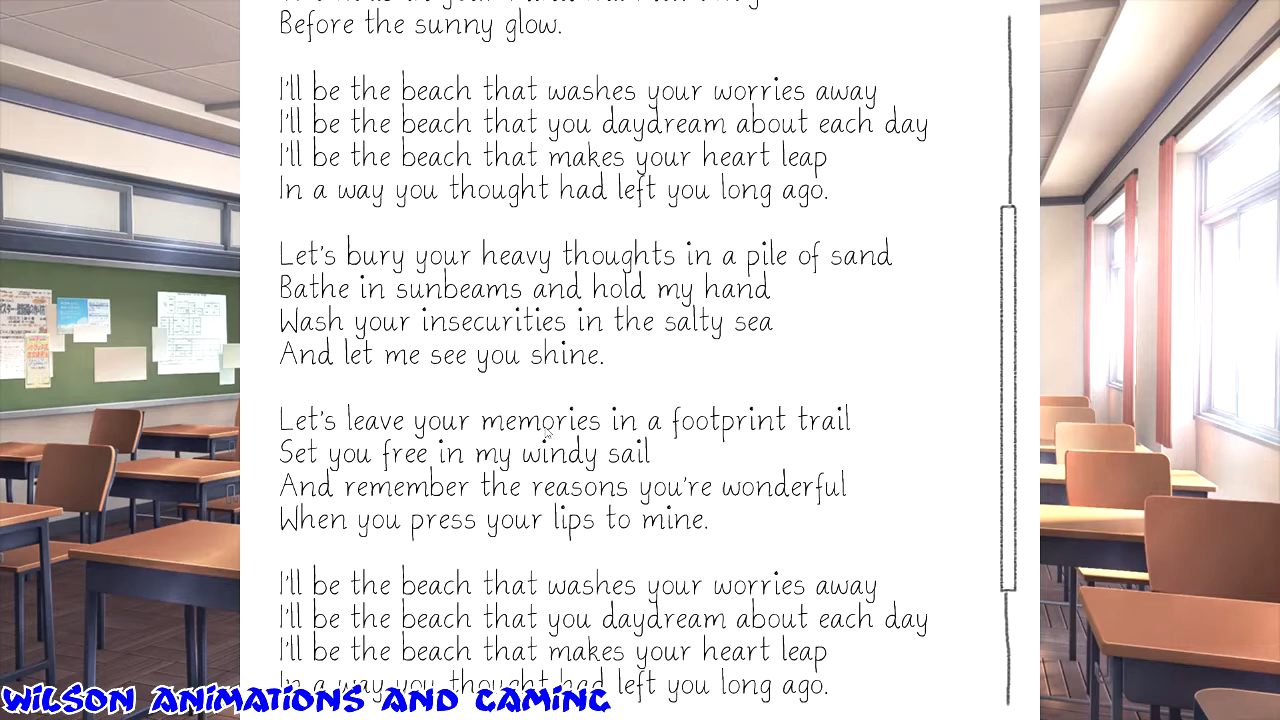 Before the sunny glow.
I'll be the beach that washes your worries away
I'll be the beach that you daydream about each day
I'll be the beach that makes your heart leap
In a way you thought had left you long ago.
Let's bury your heavy thoughts in a pile of sand
Bathe in sunbeams and hold my hand
Wash your insecurities in the salty sea
And let me see you shine.
Let's leave your memories in a footprint trail
Set you free in my windy sail
And remember the reasons you're wonderful
When you press your lips to mine.
I'll be the beach that washes your worries away
I'll be the beach that you daydream about each day
I'll be the beach that makes your heart leap
In a way you thought had left you long ago.
WILSON ANIMATIONS AND GAMING